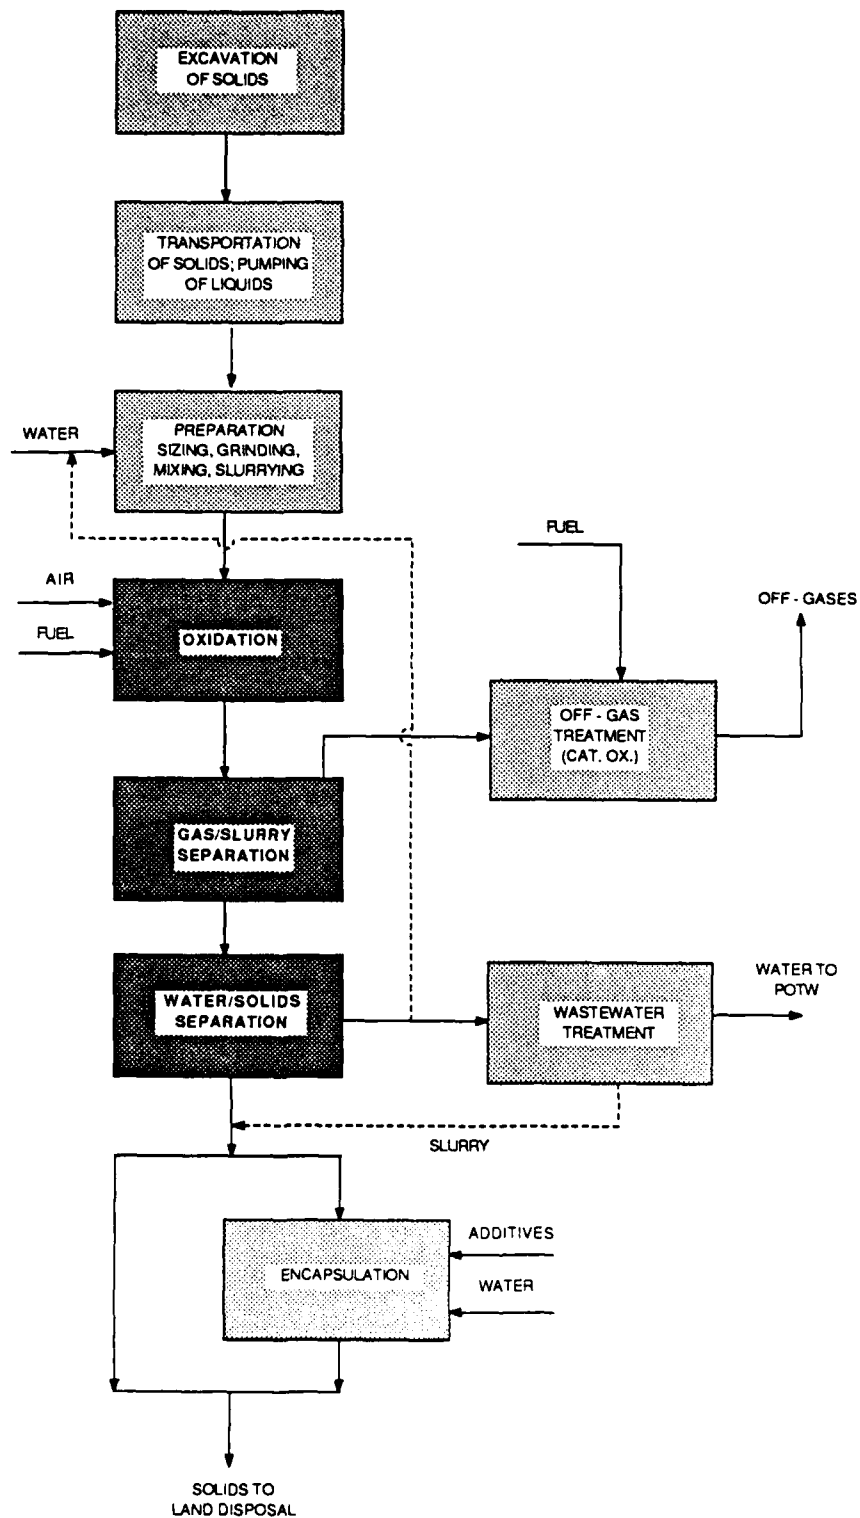 EXCAVATION
OF SOLIDS
TRANSPORTATION
OF SOLIDS; PUMPING
OF LIQUIDS
WATER
PREPARATION
SIZING, GRINDING,
MIXING, SLURRYING
AIR
FUEL
OXIDATION
FUEL
OFF - GASES
OFF - GAS
TREATMENT
(CAT. OX.)
GAS/SLURRY
SEPARATION
WATER/SOLIDS
SEPARATION
WASTEWATER
TREATMENT
WATER TO
POTW
SLURRY
ENCAPSULATION
ADDITIVES
WATER
SOLIDS TO
LAND DISPOSAL